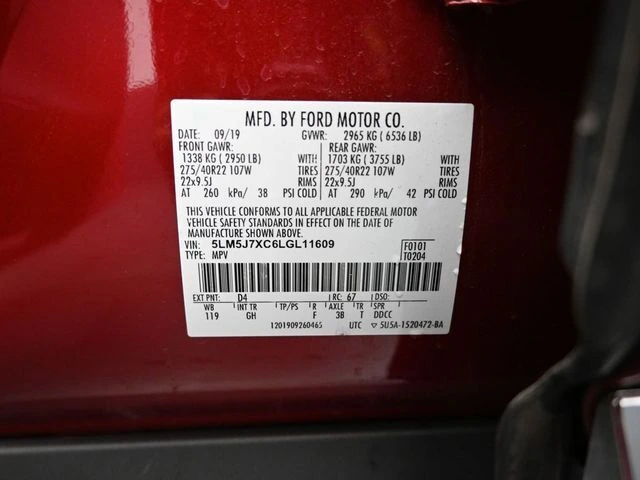 MFD. BY FORD MOTOR CO.
DATE: 09/19 GVWR: 2965 KG ( 6536 LB)
FRONT GAWR: REAR GAWR:
1338 KG ( 2950 LB) WITH 1703 KG ( 3755 LB) WITH
275/40R22 107W TIRES 275/40R22 107W TIRES
22x9.5J RIMS 22x9.5J RIMS
AT 260 kPa/ 38 PSI COLD AT 290 kPa/ 42 PSI COLD
THIS VEHICLE CONFORMS TO ALL APPLICABLE FEDERAL MOTOR
VEHICLE SAFETY STANDARDS IN EFFECT ON THE DATE OF
MANUFACTURE SHOWN ABOVE.
VIN: 5LM5J7XC6LGL11609 F0101
TYPE: MPV T0204
EXT PNT: D4 RC: 67 DSO:
WB INT TR TP/PS R AXLE TR SPR
119 GH F 3B T DDCC
1201909260465 UTC ▽ 5U5A-1520472-BA